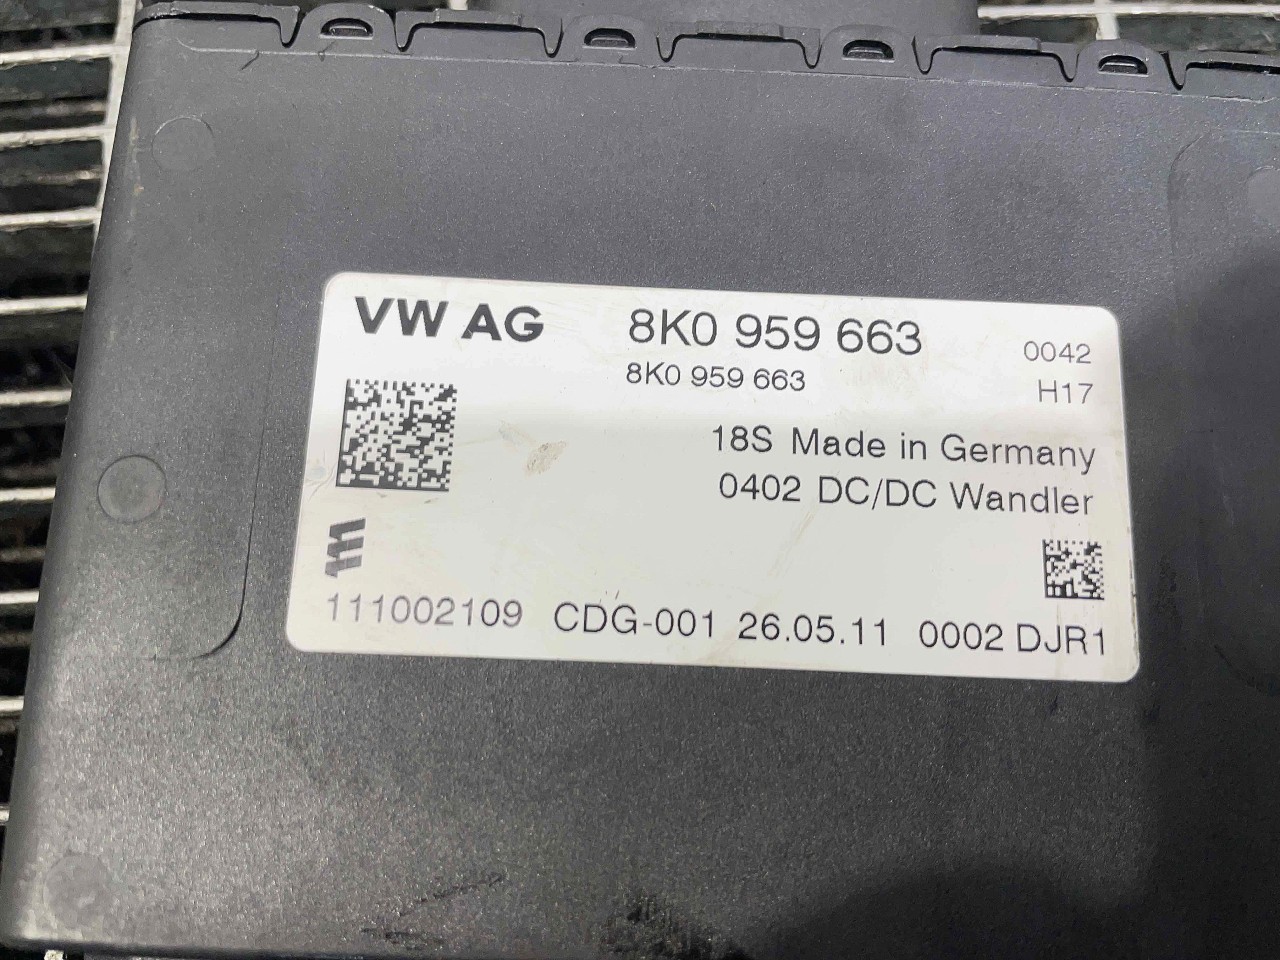 VW AG 8K0 959 663 0042
8K0 959 663 H17
18S Made in Germany
0402 DC/DC Wandler
111002109 CDG-001 26.05.11 0002 DJR1